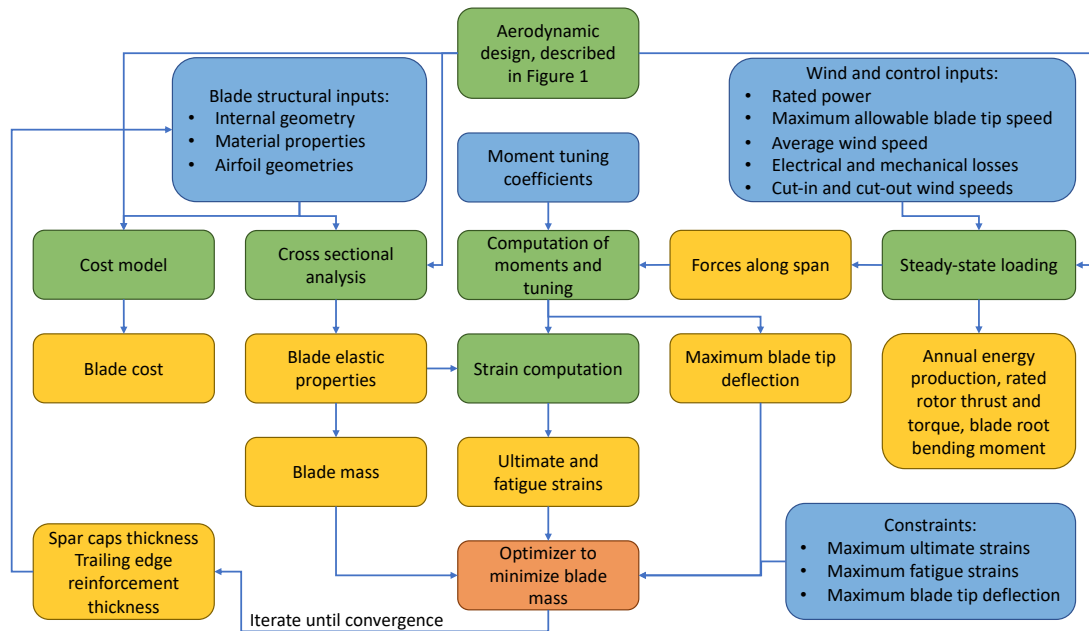 Aerodynamic
design, described
in Figure 1
Blade structural inputs:
• Internal geometry
• Material properties
• Airfoil geometries
Moment tuning
coefficients
Wind and control inputs:
• Rated power
• Maximum allowable blade tip speed
• Average wind speed
• Electrical and mechanical losses
• Cut-in and cut-out wind speeds
Cost model
Cross sectional
analysis
Computation of
moments and
tuning
Forces along span
Steady-state loading
Blade cost
Blade elastic
properties
Strain computation
Maximum blade tip
deflection
Annual energy
production, rated
rotor thrust and
torque, blade root
bending moment
Blade mass
Ultimate and
fatigue strains
Spar caps thickness
Trailing edge
reinforcement
thickness
Optimizer to
minimize blade
mass
Constraints:
• Maximum ultimate strains
• Maximum fatigue strains
• Maximum blade tip deflection
Iterate until convergence